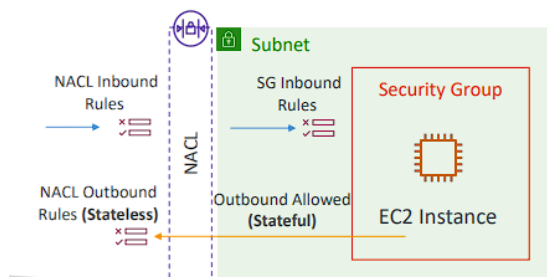 Subnet
NACL Inbound
Rules
SG Inbound
Rules
Security Group
NACL
NACL Outbound
Rules (Stateless)
Outbound Allowed
(Stateful)
EC2 Instance